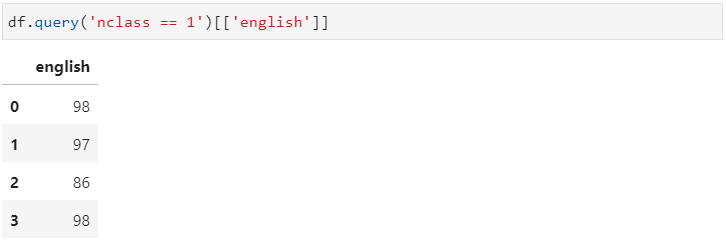 df.query('nclass == 1')[['english']]
english
0 98
1 97
2 86
3 98